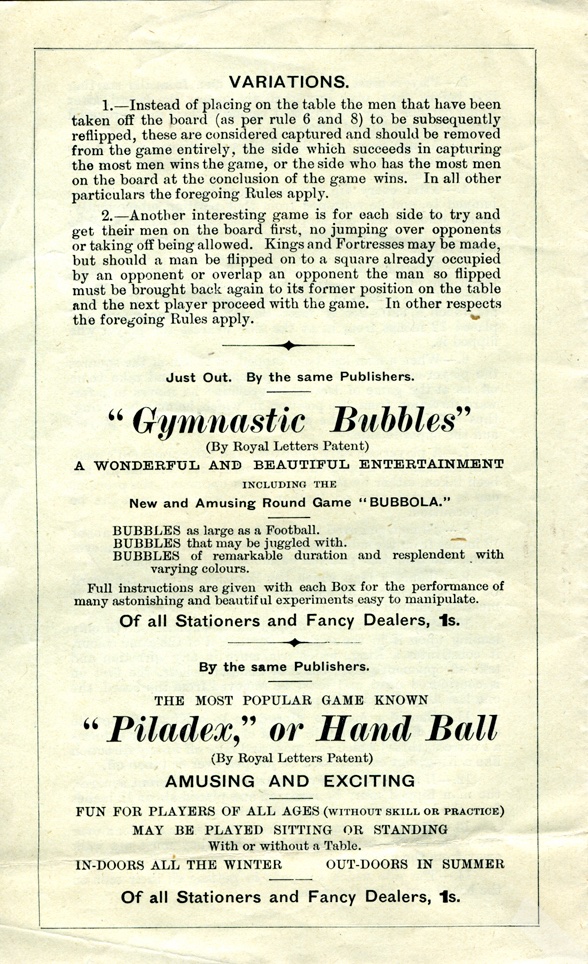 VARIATIONS.
1.—Instead of placing on the table the men that have been
taken off the board (as per rule 6 and 8) to be subsequently
reflipped, these are considered captured and should be removed
from the game entirely, the side which succeeds in capturing
the most men wins the game, or the side who has the most men
on the board at the conclusion of the game wins. In all other
particulars the foregoing Rules apply.
2.—Another interesting game is for each side to try and
get their men on the board first, no jumping over opponents
or taking off being allowed. Kings and Fortresses may be made,
but should a man be flipped on to a square already occupied
by an opponent or overlap an opponent the man so flipped
must be brought back again to its former position on the table
and the next player proceed with the game. In other respects
the foregoing Rules apply.
Just Out. By the same Publishers.
“Gymnastic Bubbles”
(By Royal Letters Patent)
A WONDERFUL AND BEAUTIFUL ENTERTAINMENT
INCLUDING THE
New and Amusing Round Game “BUBBOLA.”
BUBBLES as large as a Football.
BUBBLES that may be juggled with.
BUBBLES of remarkable duration and resplendent with
varying colours.
Full instructions are given with each Box for the performance of
many astonishing and beautiful experiments easy to manipulate.
Of all Stationers and Fancy Dealers, 1s.
By the same Publishers.
THE MOST POPULAR GAME KNOWN
“Piladex,” or Hand Ball
(By Royal Letters Patent)
AMUSING AND EXCITING
FUN FOR PLAYERS OF ALL AGES (WITHOUT SKILL OR PRACTICE)
MAY BE PLAYED SITTING OR STANDING
With or without a Table.
IN-DOORS ALL THE WINTER OUT-DOORS IN SUMMER
Of all Stationers and Fancy Dealers, 1s.